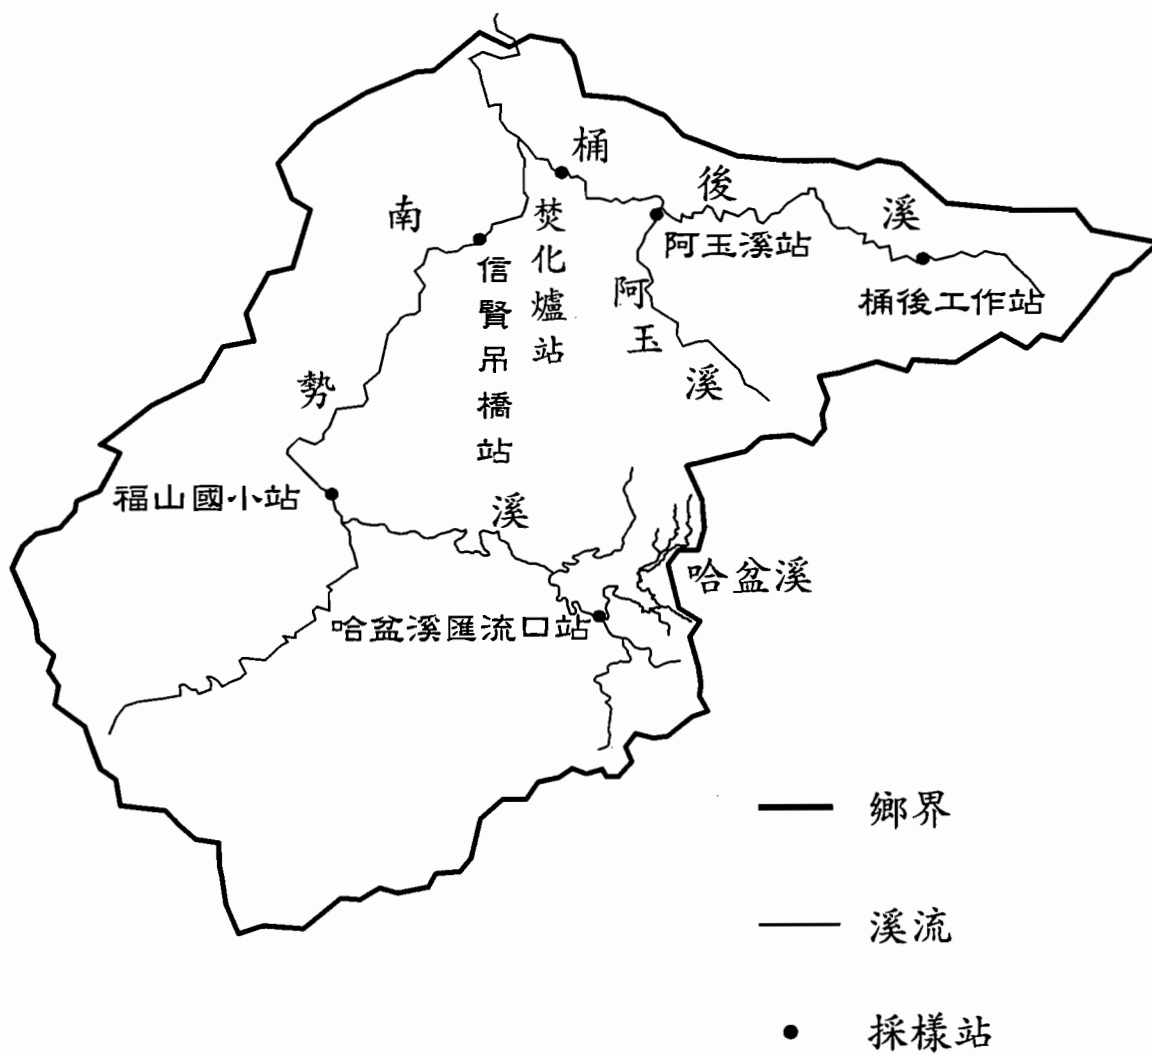 桶後溪
南勢溪
焚化爐站
信賢吊橋站
阿玉溪站
阿玉溪
桶後工作站
福山國小站
哈盆溪
哈盆溪匯流口站
鄉界
溪流
採樣站